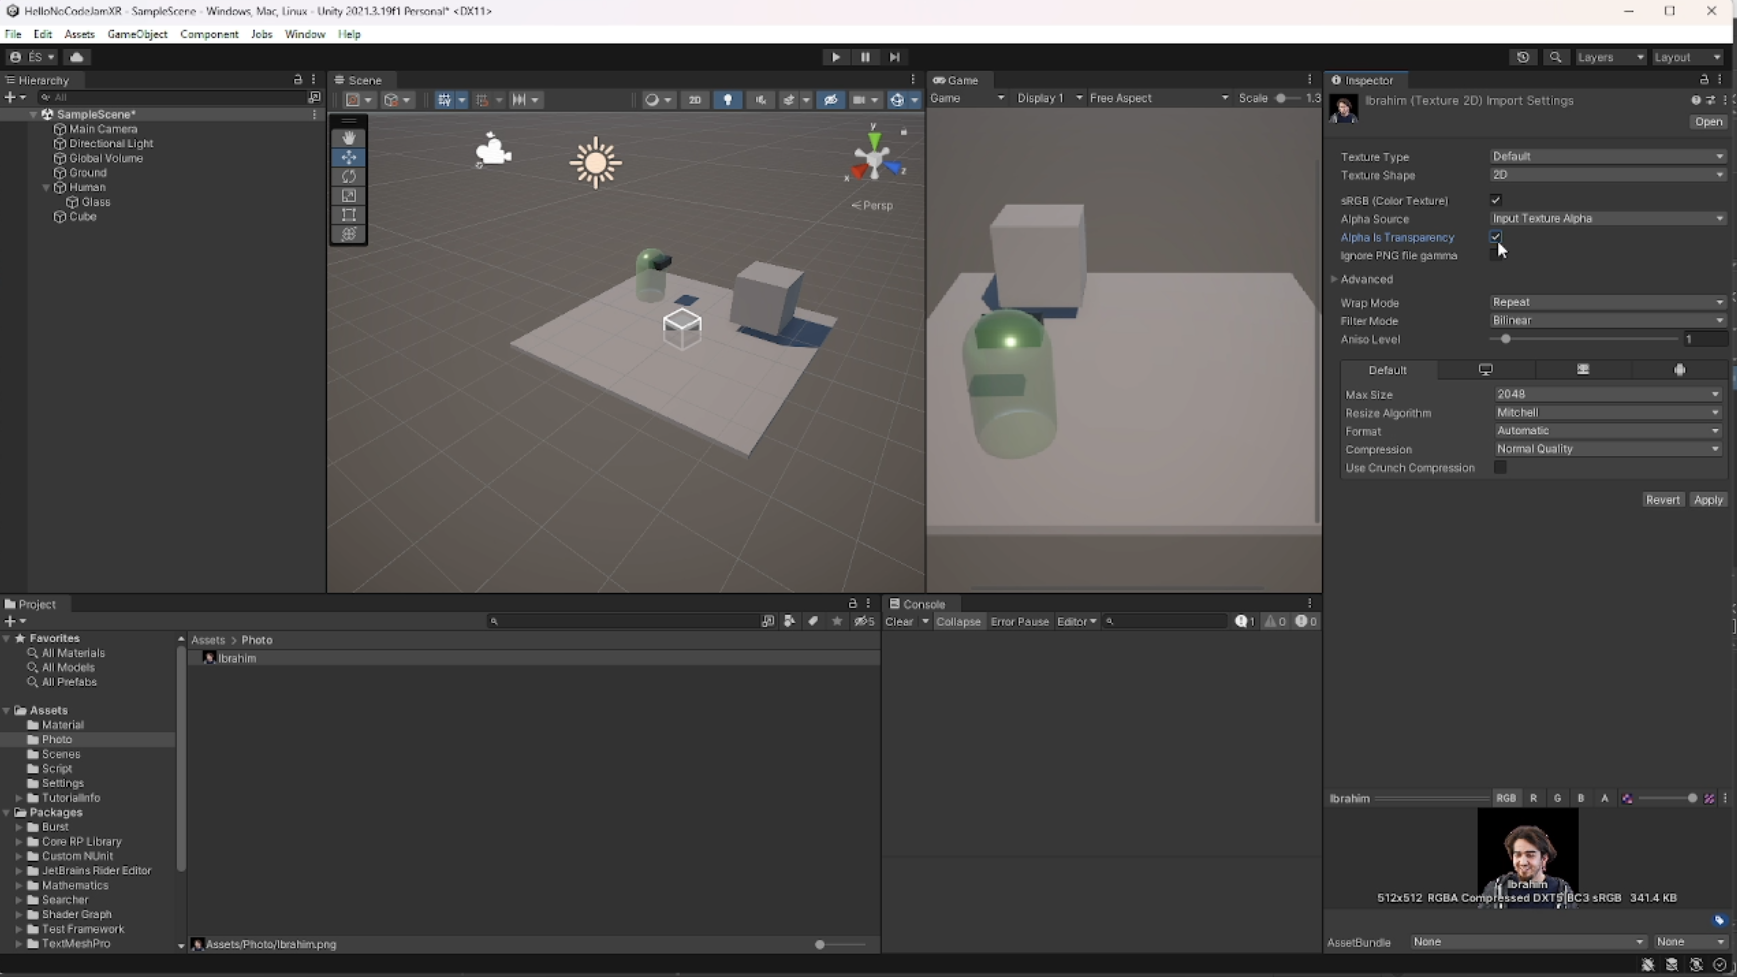 HelloNoCodeJamXR - SampleScene - Windows, Mac, Linux - Unity 2021.3.19f1 Personal* <DX11>
File Edit Assets GameObject Component Jobs Window Help
ÉS Layers Layout
Hierarchy
All
SampleScene*
Main Camera
Directional Light
Global Volume
Ground
Human
Glass
Cube
Scene
2D
y
x
z
Persp
Game
Game Display 1 Free Aspect Scale 1.3
Inspector
Ibrahim (Texture 2D) Import Settings
Open
Texture Type Default
Texture Shape 2D
sRGB (Color Texture)
Alpha Source Input Texture Alpha
Alpha Is Transparency
Ignore PNG file gamma
Advanced
Wrap Mode Repeat
Filter Mode Bilinear
Aniso Level 1
Default
Max Size 2048
Resize Algorithm Mitchell
Format Automatic
Compression Normal Quality
Use Crunch Compression
Revert Apply
Project
5
Favorites
All Materials
All Models
All Prefabs
Assets
Material
Photo
Scenes
Script
Settings
TutorialInfo
Packages
Burst
Core RP Library
Custom NUnit
JetBrains Rider Editor
Mathematics
Searcher
Shader Graph
Test Framework
TextMeshPro
Assets > Photo
Ibrahim
Assets/Photo/Ibrahim.png
Console
Clear Collapse Error Pause Editor 1 0 0
Ibrahim RGB R G B A
Ibrahim
512x512 RGBA Compressed DXT5|BC3 sRGB 341.4 KB
AssetBundle None None